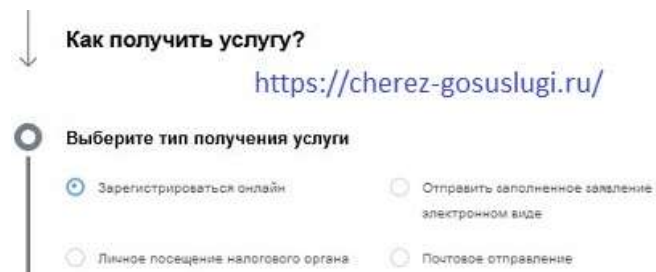 Как получить услугу?
https://cherez-gosuslugi.ru/
Выберите тип получения услуги
Зарегистрироваться онлайн
Отправить заполненное заявление
электронном виде
Личное посещение налогового органа
Почтовое отправление